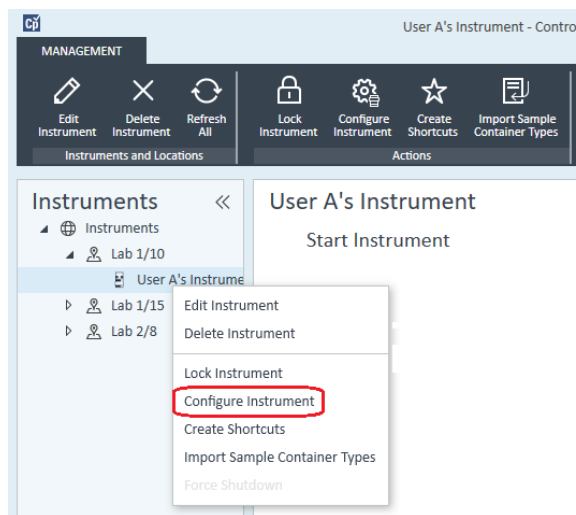 Cp
User A's Instrument - Contro
MANAGEMENT
Edit Instrument
Delete Instrument
Refresh All
Lock Instrument
Configure Instrument
Create Shortcuts
Import Sample Container Types
Instruments and Locations
Actions
Instruments
Instruments
Lab 1/10
User A's Instrume
Lab 1/15
Lab 2/8
User A's Instrument
Start Instrument
Edit Instrument
Delete Instrument
Lock Instrument
Configure Instrument
Create Shortcuts
Import Sample Container Types
Force Shutdown